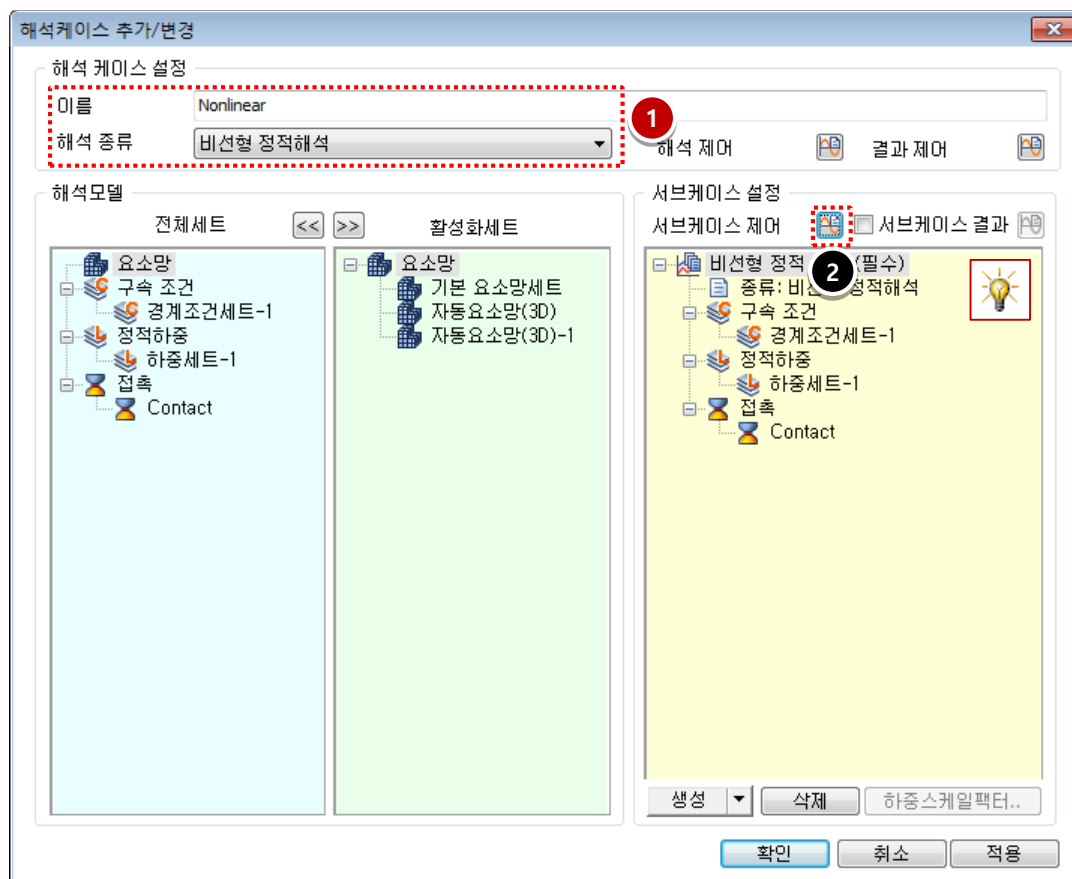 해석케이스 추가/변경
해석 케이스 설정
이름 Nonlinear
해석 종류 비선형 정적해석
1
해석 제어 결과 제어
해석모델
전체세트 << >> 활성화세트
요소망
구속 조건
경계조건세트-1
정적하중
하중세트-1
접촉
Contact
요소망
기본 요소망세트
자동요소망(3D)
자동요소망(3D)-1
서브케이스 설정
서브케이스 제어 서브케이스 결과
2
비선형 정적 (필수)
종류: 비선 정적해석
구속 조건
경계조건세트-1
정적하중
하중세트-1
접촉
Contact
생성 삭제 하중스케일팩터..
확인 취소 적용